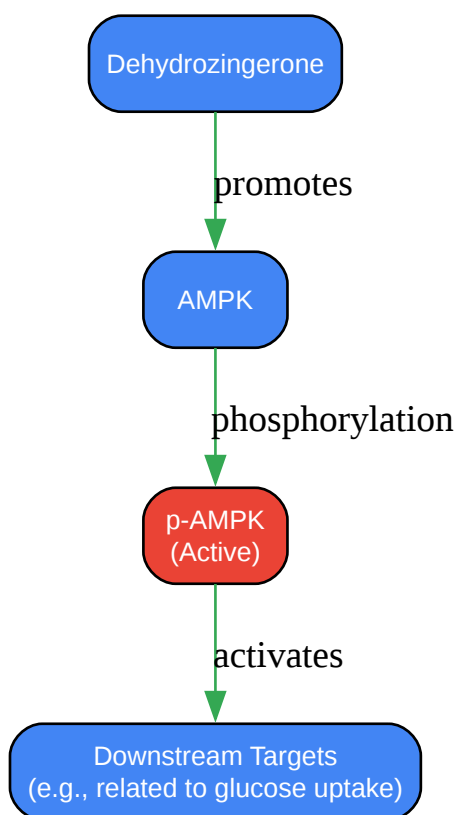 Dehydrozingerone
promotes
AMPK
phosphorylation
p-AMPK
(Active)
activates
Downstream Targets
(e.g., related to glucose uptake)